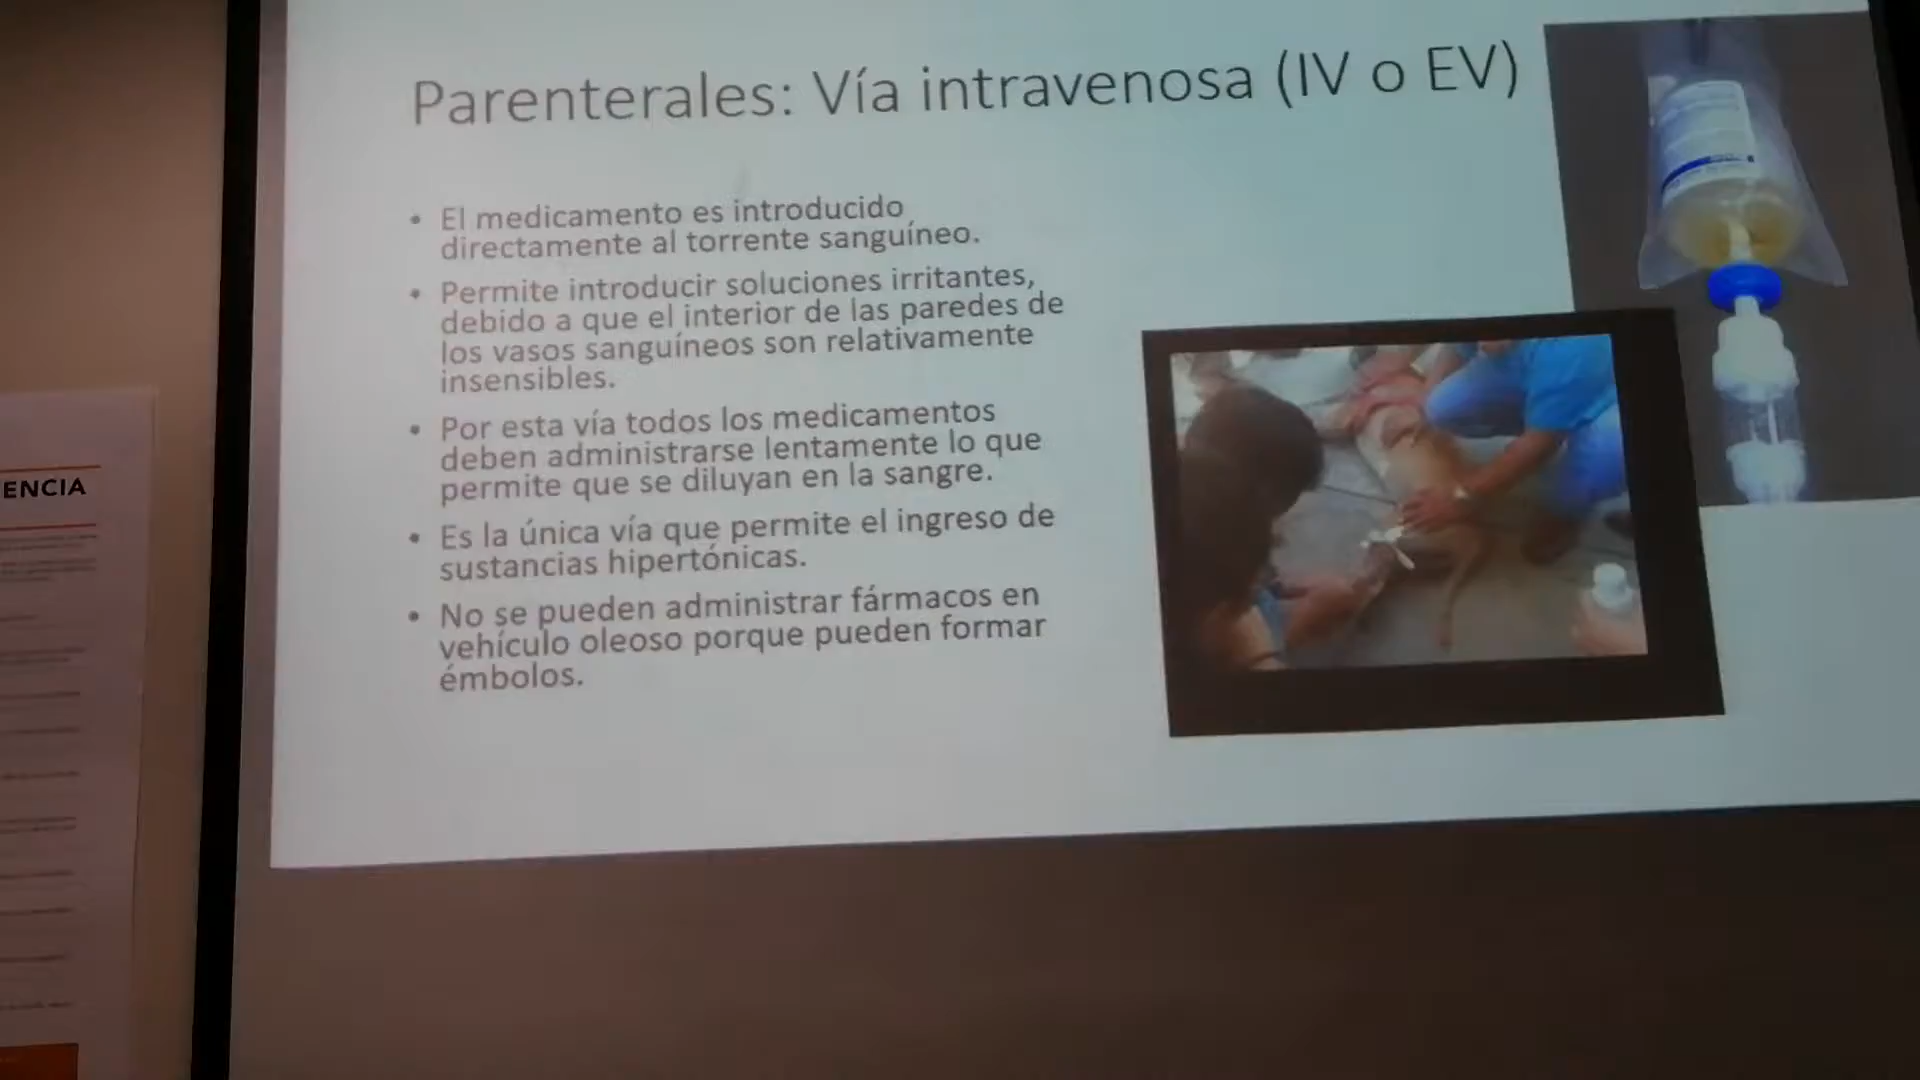 Parenterales: Vía intravenosa (IV o EV)
• El medicamento es introducido
directamente al torrente sanguíneo.
• Permite introducir soluciones irritantes,
debido a que el interior de las paredes de
los vasos sanguíneos son relativamente
insensibles.
• Por esta vía todos los medicamentos
deben administrarse lentamente lo que
permite que se diluyan en la sangre.
• Es la única vía que permite el ingreso de
sustancias hipertónicas.
• No se pueden administrar fármacos en
vehículo oleoso porque pueden formar
émbolos.
ENCIA